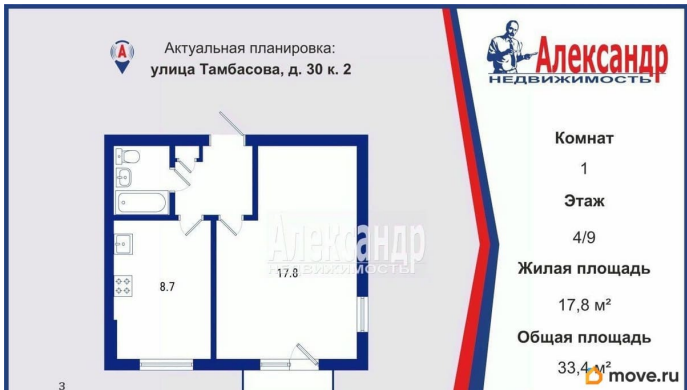 Актуальная планировка:
улица Тамбасова, д. 30 к. 2
Александр
НЕДВИЖИМОСТЬ
Комнат
1
Этаж
4/9
Жилая площадь
17,8 м²
Общая площадь
33,4 м²
Александр
НЕДВИЖИМОСТЬ
17.8
8.7
3
move.ru